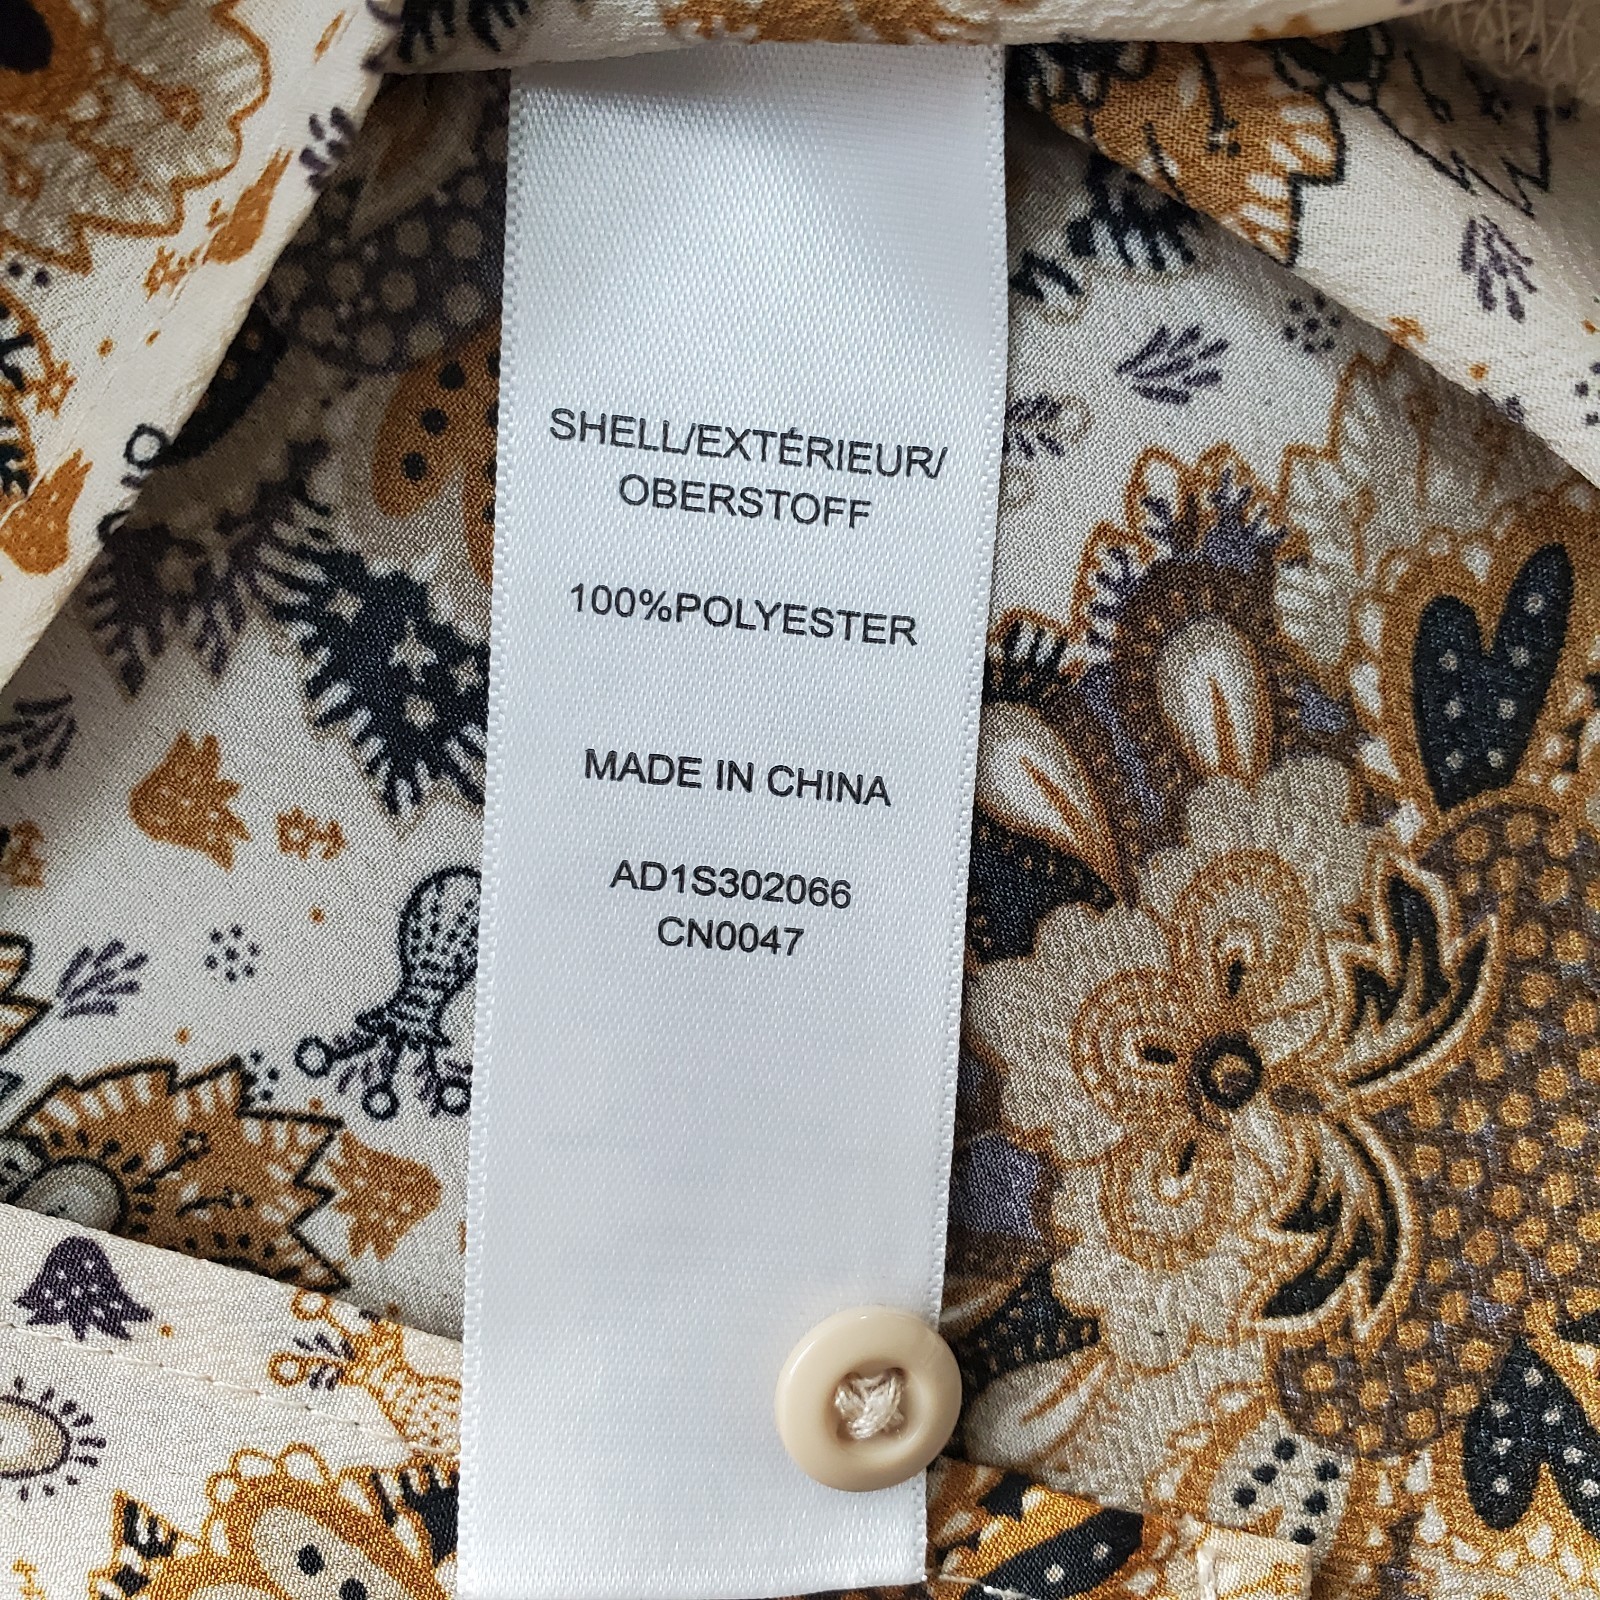 SHELL/EXTÉRIEUR/
OBERSTOFF
100%POLYESTER
MADE IN CHINA
AD1S302066
CN0047